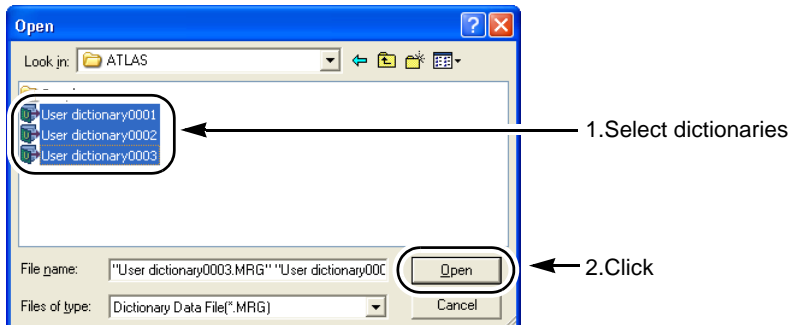 Open
Look in: ATLAS
User dictionary0001
User dictionary0002
User dictionary0003
1.Select dictionaries
File name: "User dictionary0003.MRG" "User dictionary000
Open
2.Click
Files of type: Dictionary Data File(*.MRG)
Cancel